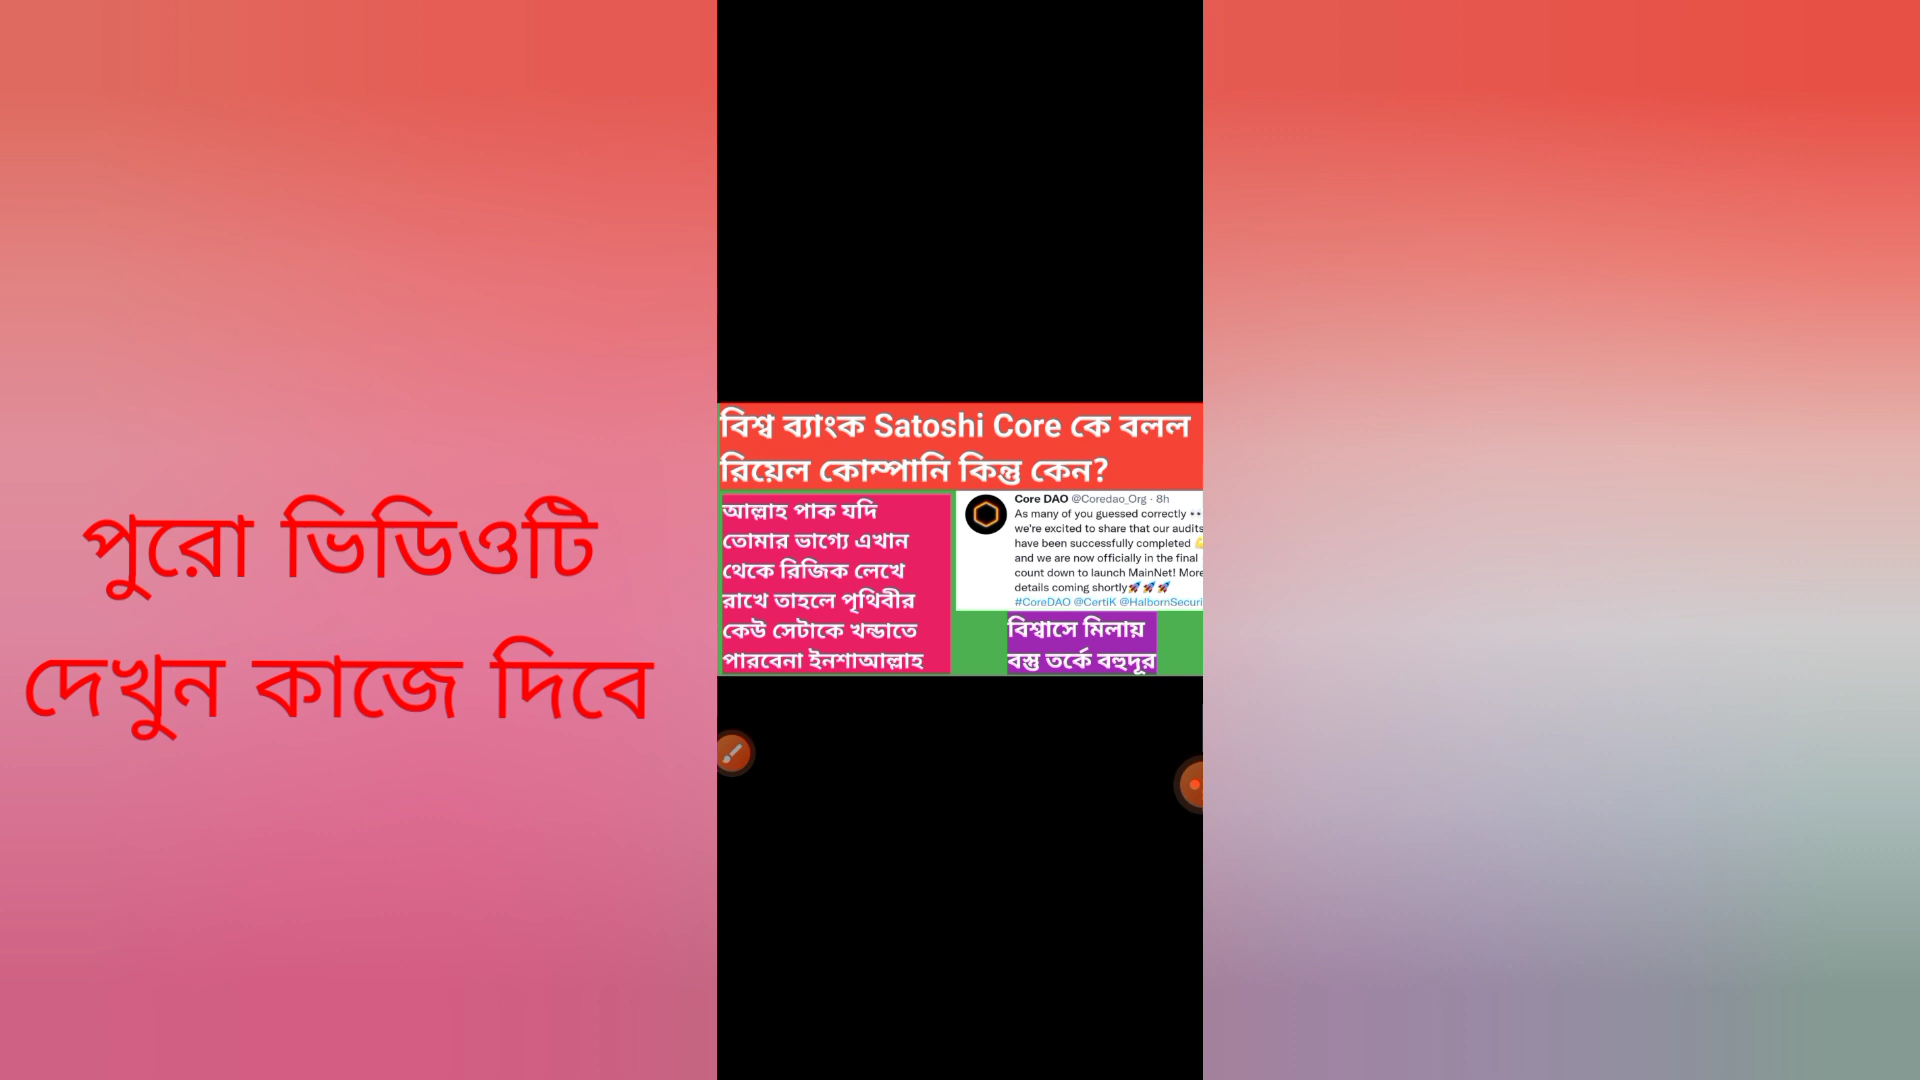 পুরো ভিডিওটি
দেখুন কাজে দিবে
বিশ্ব ব্যাংক Satoshi Core কে বলল
রিয়েল কোম্পানি কিন্তু কেন?
আল্লাহ পাক যদি
তোমার ভাগ্যে এখান
থেকে রিজিক লেখে
রাখে তাহলে পৃথিবীর
কেউ সেটাকে খন্ডাতে
পারবেনা ইনশাআল্লাহ
Core DAO @Coredao_Org · 8h
As many of you guessed correctly 👀
we're excited to share that our audits
have been successfully completed 💪
and we are now officially in the final
count down to launch MainNet! More
details coming shortly🚀🚀🚀
#CoreDAO @CertiK @HalbornSecuri
বিশ্বাসে মিলায়
বস্তু তর্কে বহুদূর